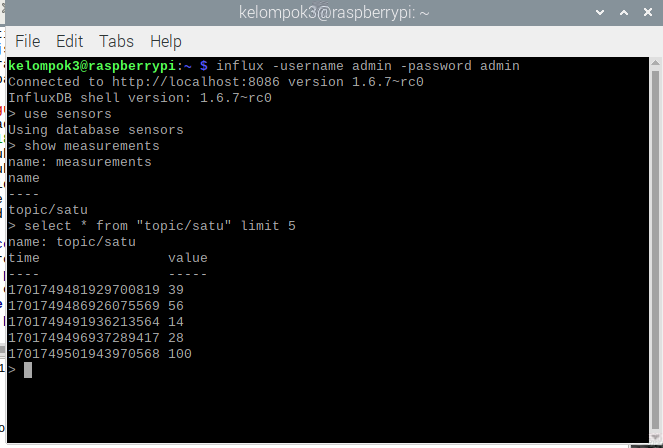 kelompok3@raspberrypi: ~
File Edit Tabs Help
kelompok3@raspberrypi:~ $ influx -username admin -password admin
Connected to http://localhost:8086 version 1.6.7~rc0
InfluxDB shell version: 1.6.7~rc0
> use sensors
Using database sensors
> show measurements
name: measurements
name
----
topic/satu
> select * from "topic/satu" limit 5
name: topic/satu
time                value
----                -----
1701749481929700819 39
1701749486926075569 56
1701749491936213564 14
1701749496937289417 28
1701749501943970568 100
>